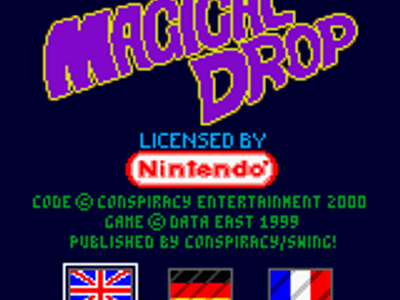 MAGICAL
DROP
LICENSED BY
Nintendo
CODE © CONSPIRACY ENTERTAINMENT 2000
GAME © DATA EAST 1999
PUBLISHED BY CONSPIRACY/SWING!